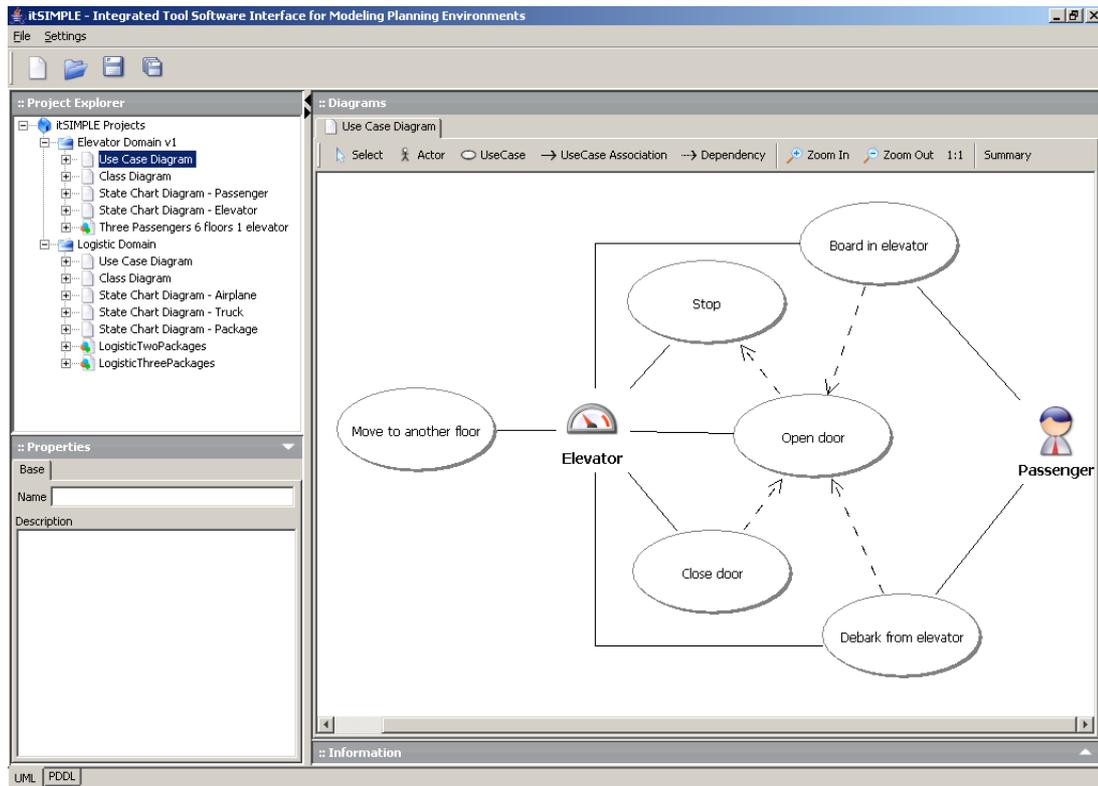 itSIMPLE - Integrated Tool Software Interface for Modeling Planning Environments
File Settings
:: Project Explorer
itSIMPLE Projects
Elevator Domain v1
Use Case Diagram
Class Diagram
State Chart Diagram - Passenger
State Chart Diagram - Elevator
Three Passengers 6 floors 1 elevator
Logistic Domain
Use Case Diagram
Class Diagram
State Chart Diagram - Airplane
State Chart Diagram - Truck
State Chart Diagram - Package
LogisticTwoPackages
LogisticThreePackages
:: Properties
Base
Name
Description
UML PDDL
:: Diagrams
Use Case Diagram
Select Actor UseCase UseCase Association Dependency Zoom In Zoom Out 1:1 Summary
Board in elevator
Stop
Move to another floor
Elevator
Open door
Passenger
Close door
Debark from elevator
:: Information